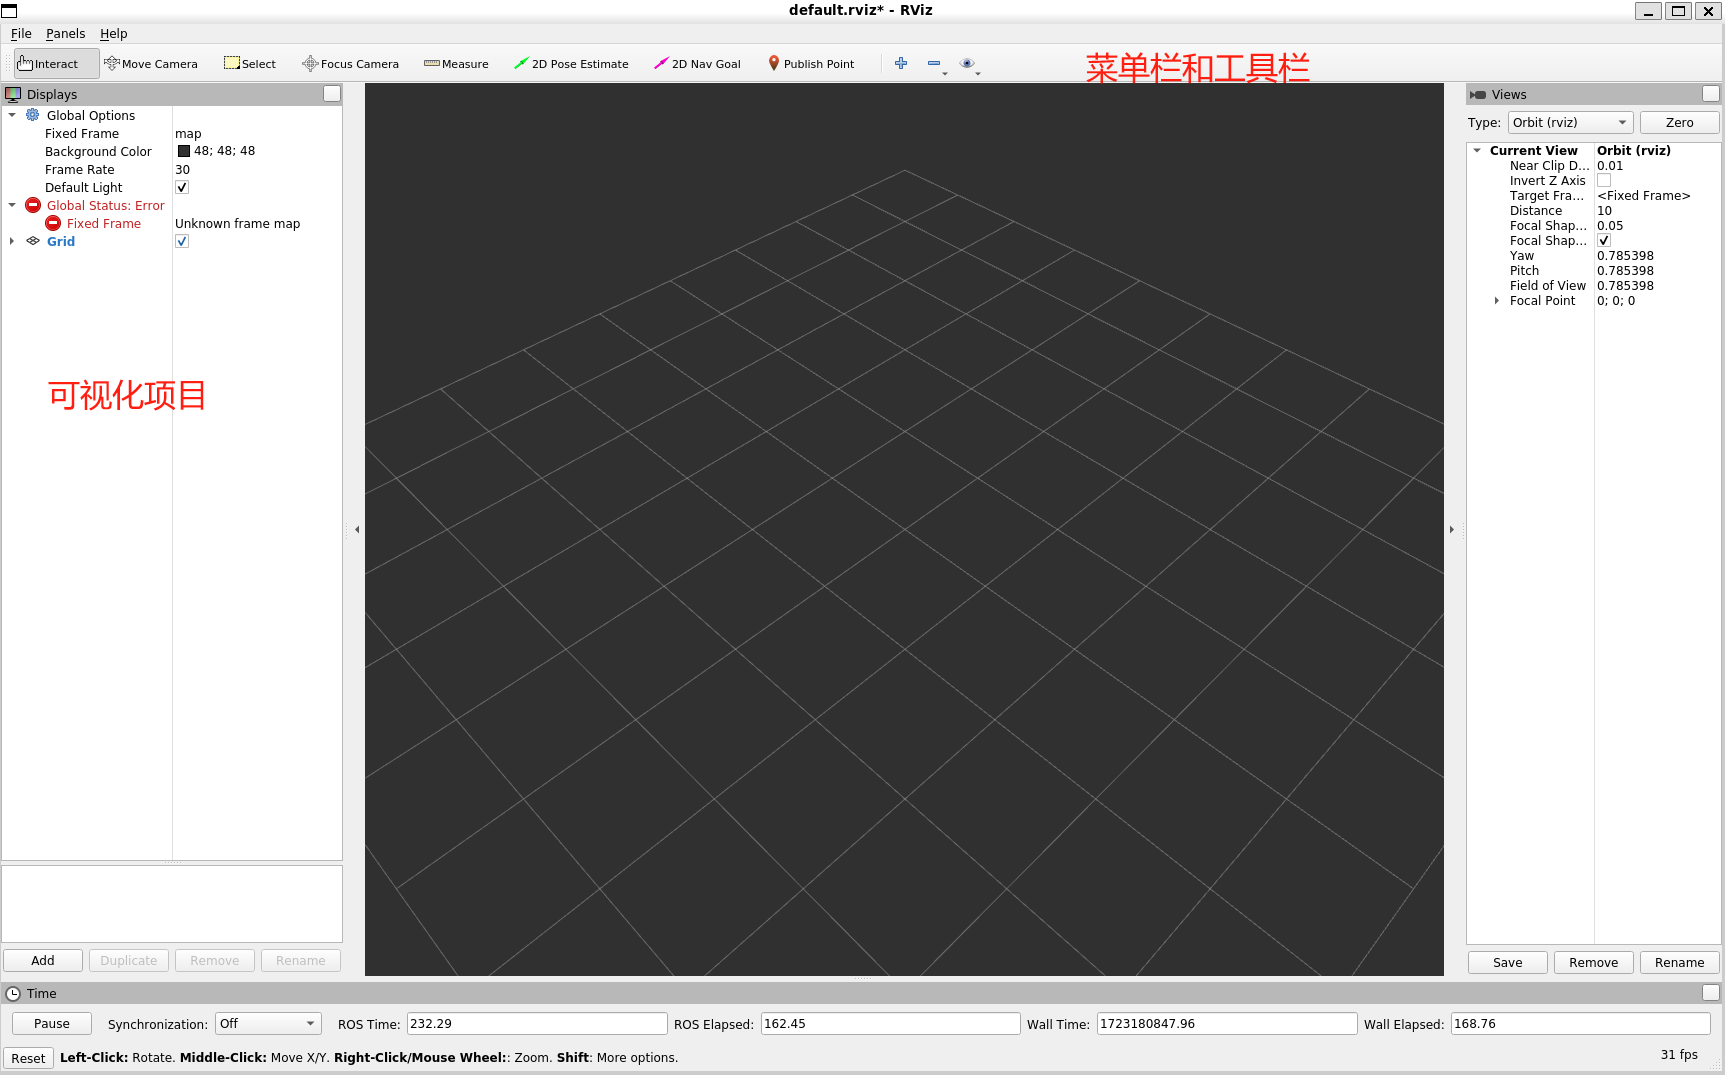 default.rviz* - RViz
File Panels Help
Interact Move Camera Select Focus Camera Measure 2D Pose Estimate 2D Nav Goal Publish Point
菜单栏和工具栏
Displays
Global Options
Fixed Frame map
Background Color 48; 48; 48
Frame Rate 30
Default Light
Global Status: Error
Fixed Frame Unknown frame map
Grid
可视化项目
Add Duplicate Remove Rename
Views
Type: Orbit (rviz) Zero
Current View Orbit (rviz)
Near Clip D... 0.01
Invert Z Axis
Target Fra... <Fixed Frame>
Distance 10
Focal Shap... 0.05
Focal Shap...
Yaw 0.785398
Pitch 0.785398
Field of View 0.785398
Focal Point 0; 0; 0
Save Remove Rename
Time
Pause Synchronization: Off ROS Time: 232.29 ROS Elapsed: 162.45 Wall Time: 1723180847.96 Wall Elapsed: 168.76
Reset Left-Click: Rotate. Middle-Click: Move X/Y. Right-Click/Mouse Wheel:: Zoom. Shift: More options. 31 fps